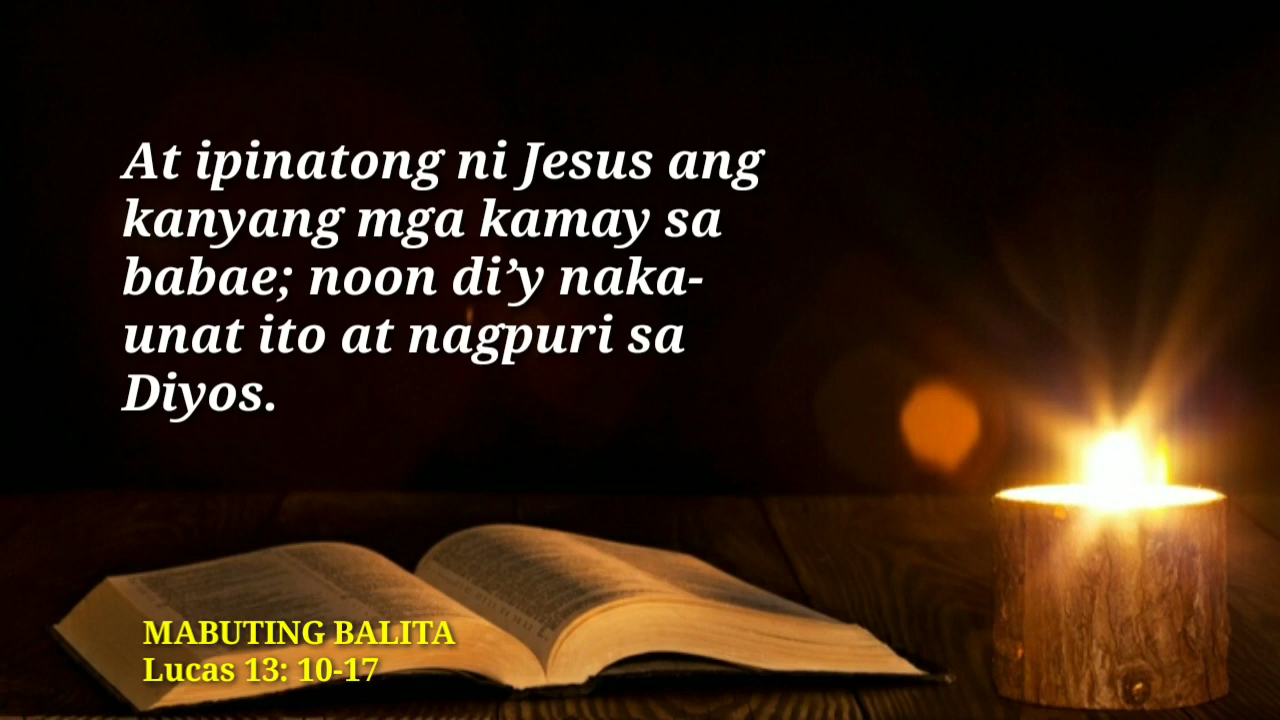 At ipinatong ni Jesus ang
kanyang mga kamay sa
babae; noon di’y naka-
unat ito at nagpuri sa
Diyos.
MABUTING BALITA
Lucas 13: 10-17